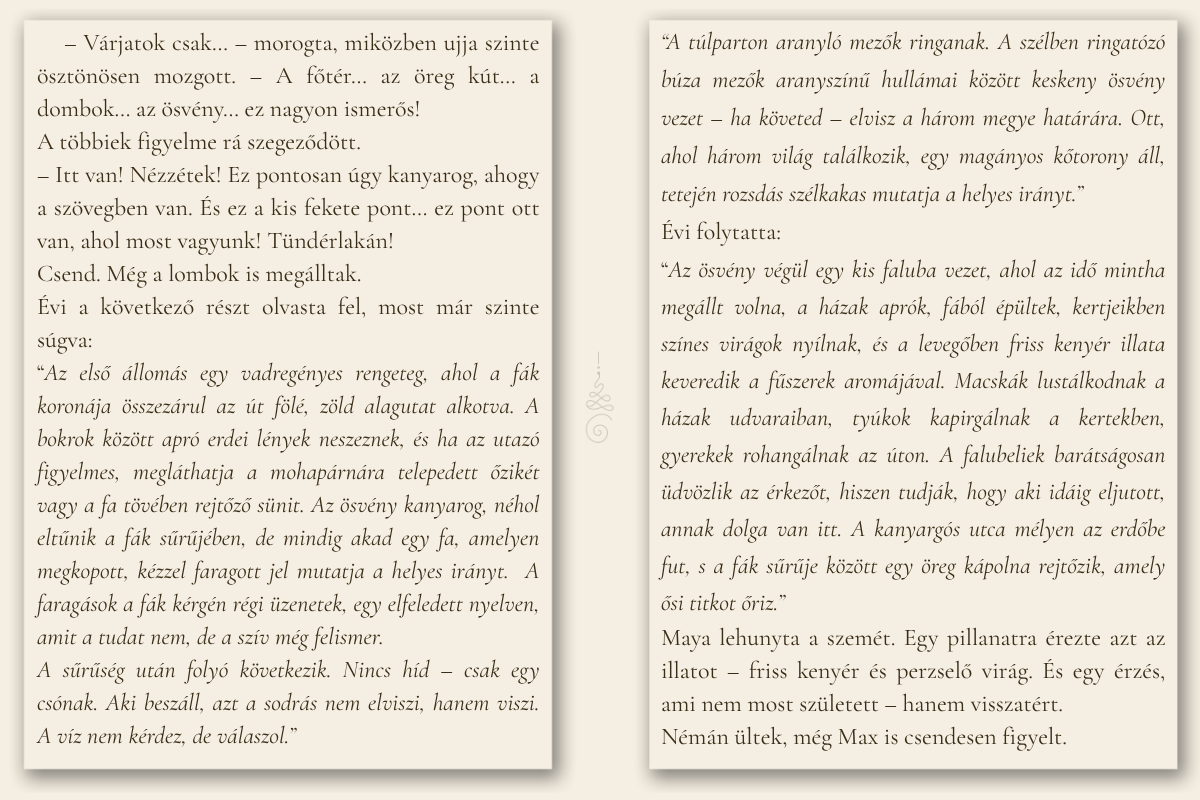 – Várjatok csak... – morogta, miközben ujja szinte
ösztönösen mozgott. – A főtér... az öreg kút... a
dombok... az ösvény... ez nagyon ismerős!
A többiek figyelme rá szegeződött.
– Itt van! Nézzétek! Ez pontosan úgy kanyarog, ahogy
a szövegben van. És ez a kis fekete pont... ez pont ott
van, ahol most vagyunk! Tündérlakán!
Csend. Még a lombok is megálltak.
Évi a következő részt olvasta fel, most már szinte
súgva:
“Az első állomás egy vadregényes rengeteg, ahol a fák
koronája összezárul az út fölé, zöld alagutat alkotva. A
bokrok között apró erdei lények neszeznek, és ha az utazó
figyelmes, megláthatja a mohapárnára telepedett őzikét
vagy a fa tövében rejtőző sünit. Az ösvény kanyarog, néhol
eltűnik a fák sűrűjében, de mindig akad egy fa, amelyen
megkopott, kézzel faragott jel mutatja a helyes irányt. A
faragások a fák kérgén régi üzenetek, egy elfeledett nyelven,
amit a tudat nem, de a szív még felismer.
A sűrűség után folyó következik. Nincs híd – csak egy
csónak. Aki beszáll, azt a sodrás nem elviszi, hanem viszi.
A víz nem kérdez, de válaszol.”
“A túlparton aranyló mezők ringanak. A szélben ringatózó
búza mezők aranyszínű hullámai között keskeny ösvény
vezet – ha követed – elvisz a három megye határára. Ott,
ahol három világ találkozik, egy magányos kőtorony áll,
tetején rozsdás szélkakas mutatja a helyes irányt.”
Évi folytatta:
“Az ösvény végül egy kis faluba vezet, ahol az idő mintha
megállt volna, a házak aprók, fából épültek, kertjeikben
színes virágok nyílnak, és a levegőben friss kenyér illata
keveredik a fűszerek aromájával. Macskák lustálkodnak a
házak udvaraiban, tyúkok kapirgálnak a kertekben,
gyerekek rohangálnak az úton. A falubeliek barátságosan
üdvözlik az érkezőt, hiszen tudják, hogy aki idáig eljutott,
annak dolga van itt. A kanyargós utca mélyen az erdőbe
fut, s a fák sűrűje között egy öreg kápolna rejtőzik, amely
ősi titkot őriz.”
Maya lehunyta a szemét. Egy pillanatra érezte azt az
illatot – friss kenyér és perzselő virág. És egy érzés,
ami nem most született – hanem visszatért.
Némán ültek, még Max is csendesen figyelt.